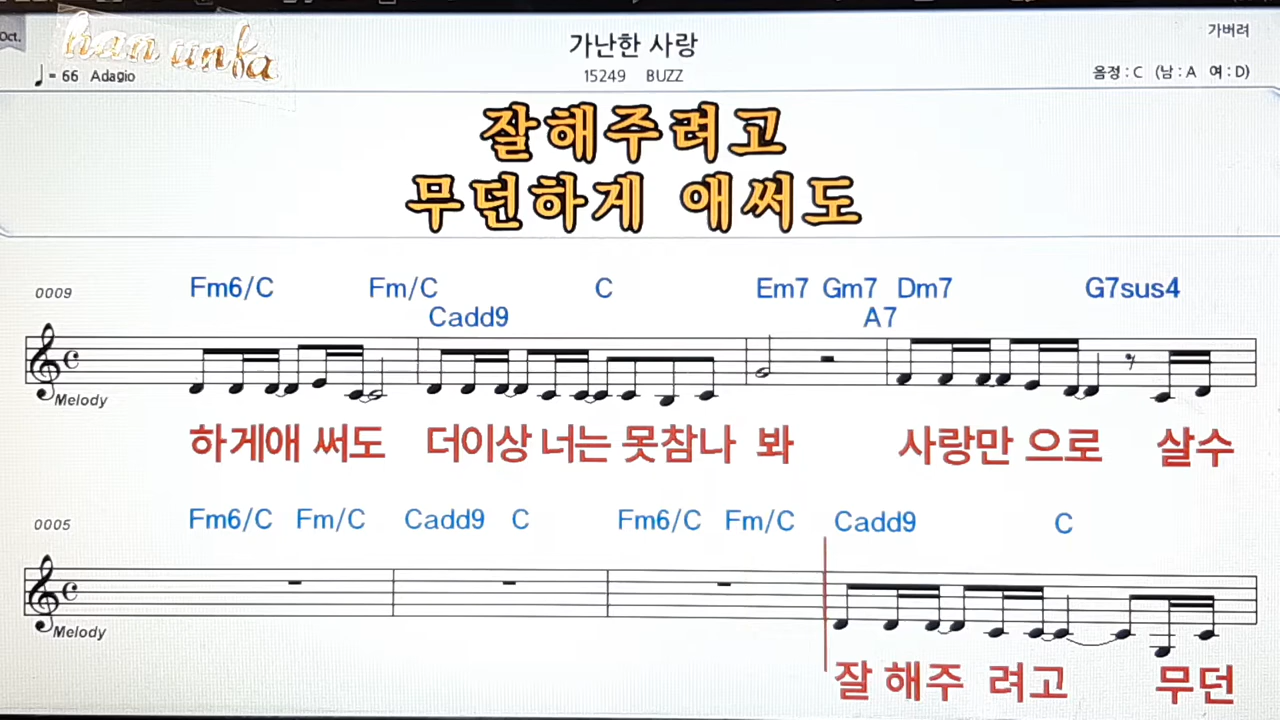 Oct.
han unfa
♩= 66 Adagio
가난한 사랑
15249 BUZZ
가버려
음정 : C (남 : A 여 : D)
잘해주려고
무던하게 애써도
0009
Fm6/C Fm/C Cadd9 C Em7 Gm7 A7 Dm7 G7sus4
Melody
하게애 써도 더이상 너는 못참나 봐 사랑만 으로 살수
0005
Fm6/C Fm/C Cadd9 C Fm6/C Fm/C Cadd9 C
Melody
잘 해주 려고 무던